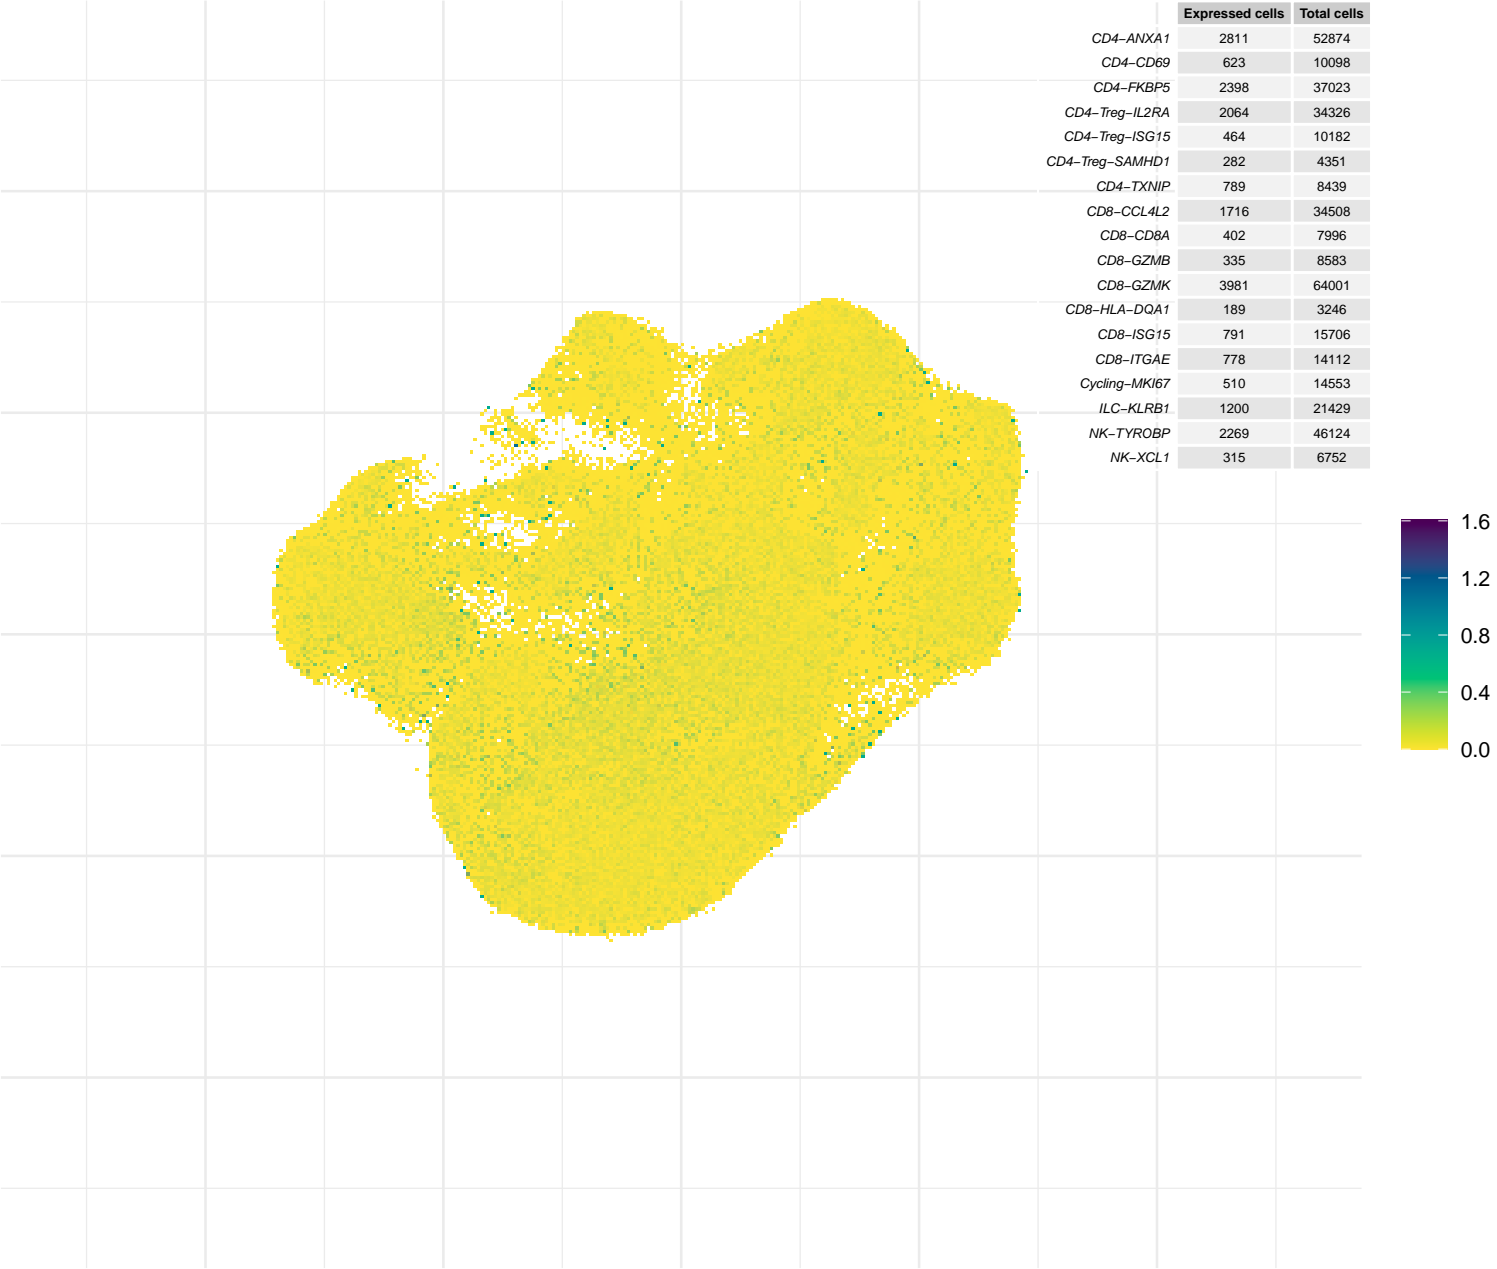 Expressed cells Total cells
CD4−ANXA1 2811 52874
CD4−CD69 623 10098
CD4−FKBP5 2398 37023
CD4−Treg−IL2RA 2064 34326
CD4−Treg−ISG15 464 10182
CD4−Treg−SAMHD1 282 4351
CD4−TXNIP 789 8439
CD8−CCL4L2 1716 34508
CD8−CD8A 402 7996
CD8−GZMB 335 8583
CD8−GZMK 3981 64001
CD8−HLA−DQA1 189 3246
CD8−ISG15 791 15706
CD8−ITGAE 778 14112
Cycling−MKI67 510 14553
ILC−KLRB1 1200 21429
NK−TYROBP 2269 46124
NK−XCL1 315 6752
1.6
1.2
0.8
0.4
0.0